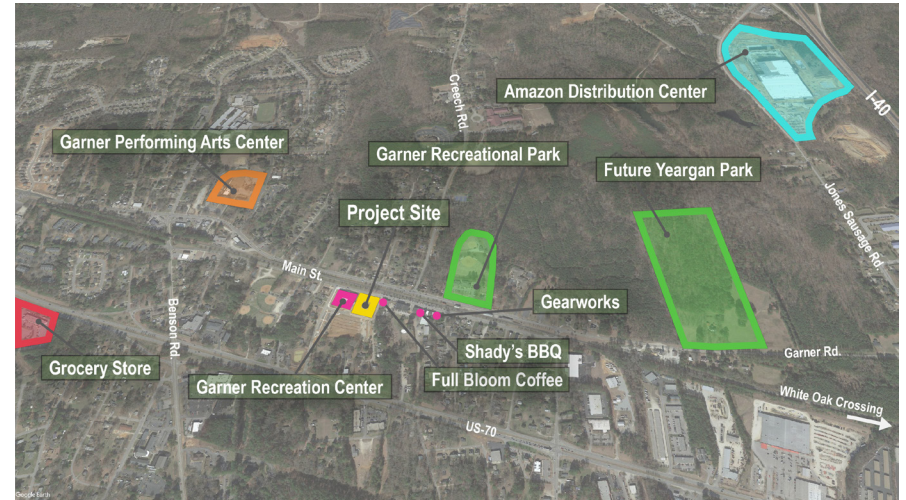 Amazon Distribution Center
I-40
Creech Rd.
Garner Performing Arts Center
Garner Recreational Park
Future Yeargan Park
Project Site
Jones Sausage Rd.
Main St.
Benson Rd.
Gearworks
Shady's BBQ
Garner Rd.
Grocery Store
Garner Recreation Center
Full Bloom Coffee
White Oak Crossing
US-70
Google Earth